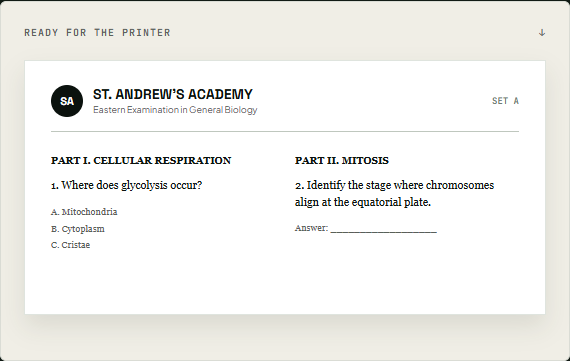 READY FOR THE PRINTER
↓
SA
ST. ANDREW'S ACADEMY
Eastern Examination in General Biology
SET A
PART I. CELLULAR RESPIRATION
1. Where does glycolysis occur?
A. Mitochondria
B. Cytoplasm
C. Cristae
PART II. MITOSIS
2. Identify the stage where chromosomes
align at the equatorial plate.
Answer: ____________________